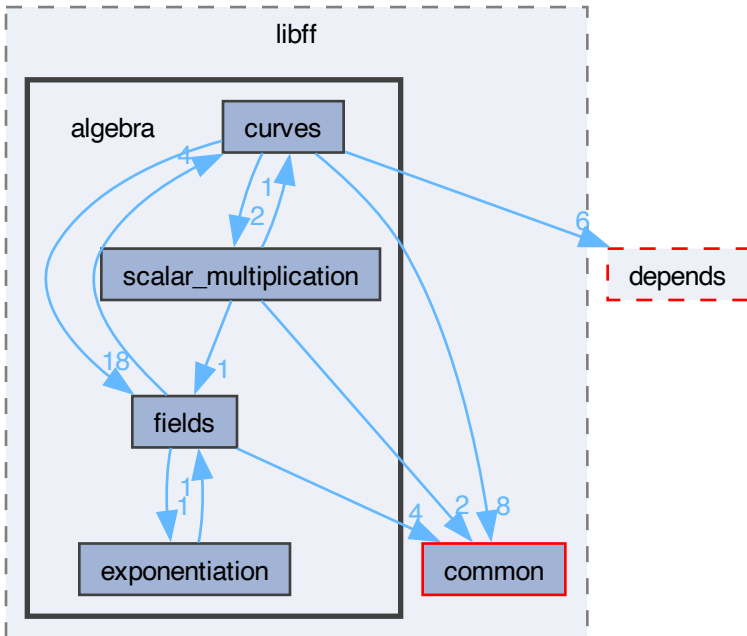 libff
algebra
curves
4
1
2
6
scalar_multiplication
depends
18
1
fields
1
1
4
2
8
exponentiation
common